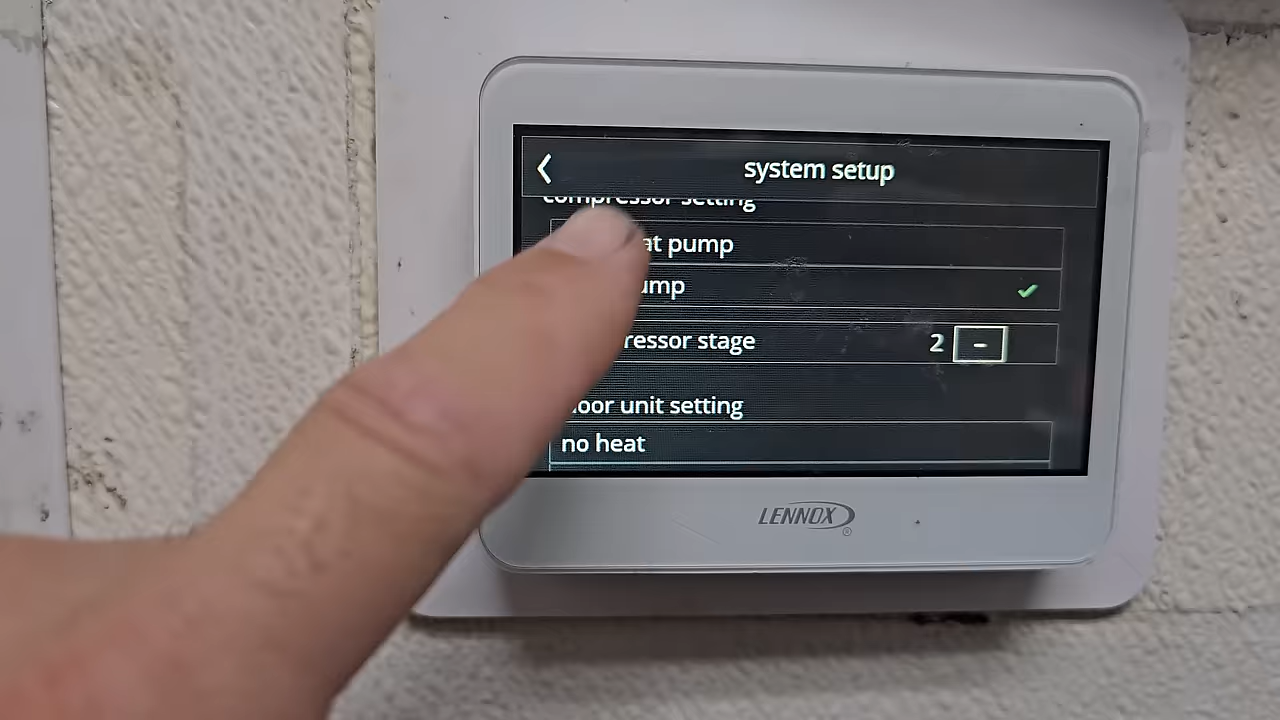 system setup
compressor setting
at pump
ump
ressor stage 2 -
oor unit setting
no heat
LENNOX